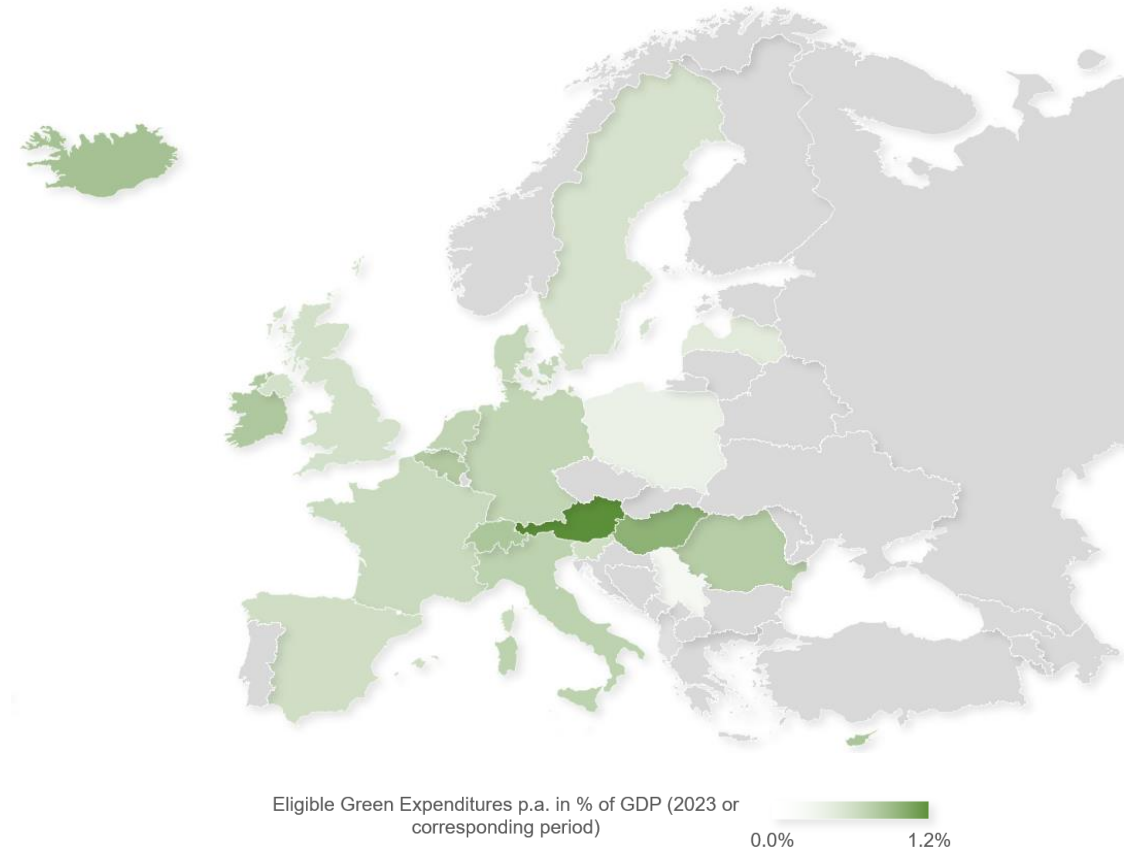 Eligible Green Expenditures p.a. in % of GDP (2023 or
corresponding period)
0.0%
1.2%